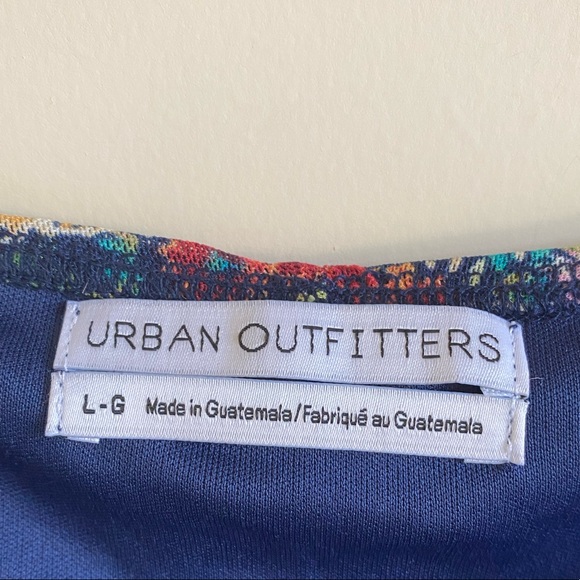 URBAN OUTFITTERS
L-G Made in Guatemala/Fabriqué au Guatemala